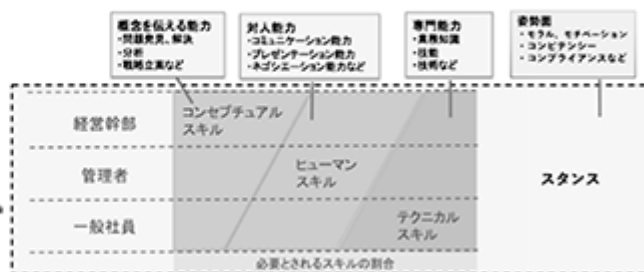 概念を伝える能力
・問題発見、解決
・分析
・戦略立案など
対人能力
・コミュニケーション能力
・プレゼンテーション能力
・ネゴシエーション能力など
専門能力
・業務知識
・技能
・技術など
姿勢面
・モラル、モチベーション
・コンピテンシー
・コンプライアンスなど
経営幹部
コンセプチュアル
スキル
管理者
ヒューマン
スキル
スタンス
一般社員
テクニカル
スキル
必要とされるスキルの割合